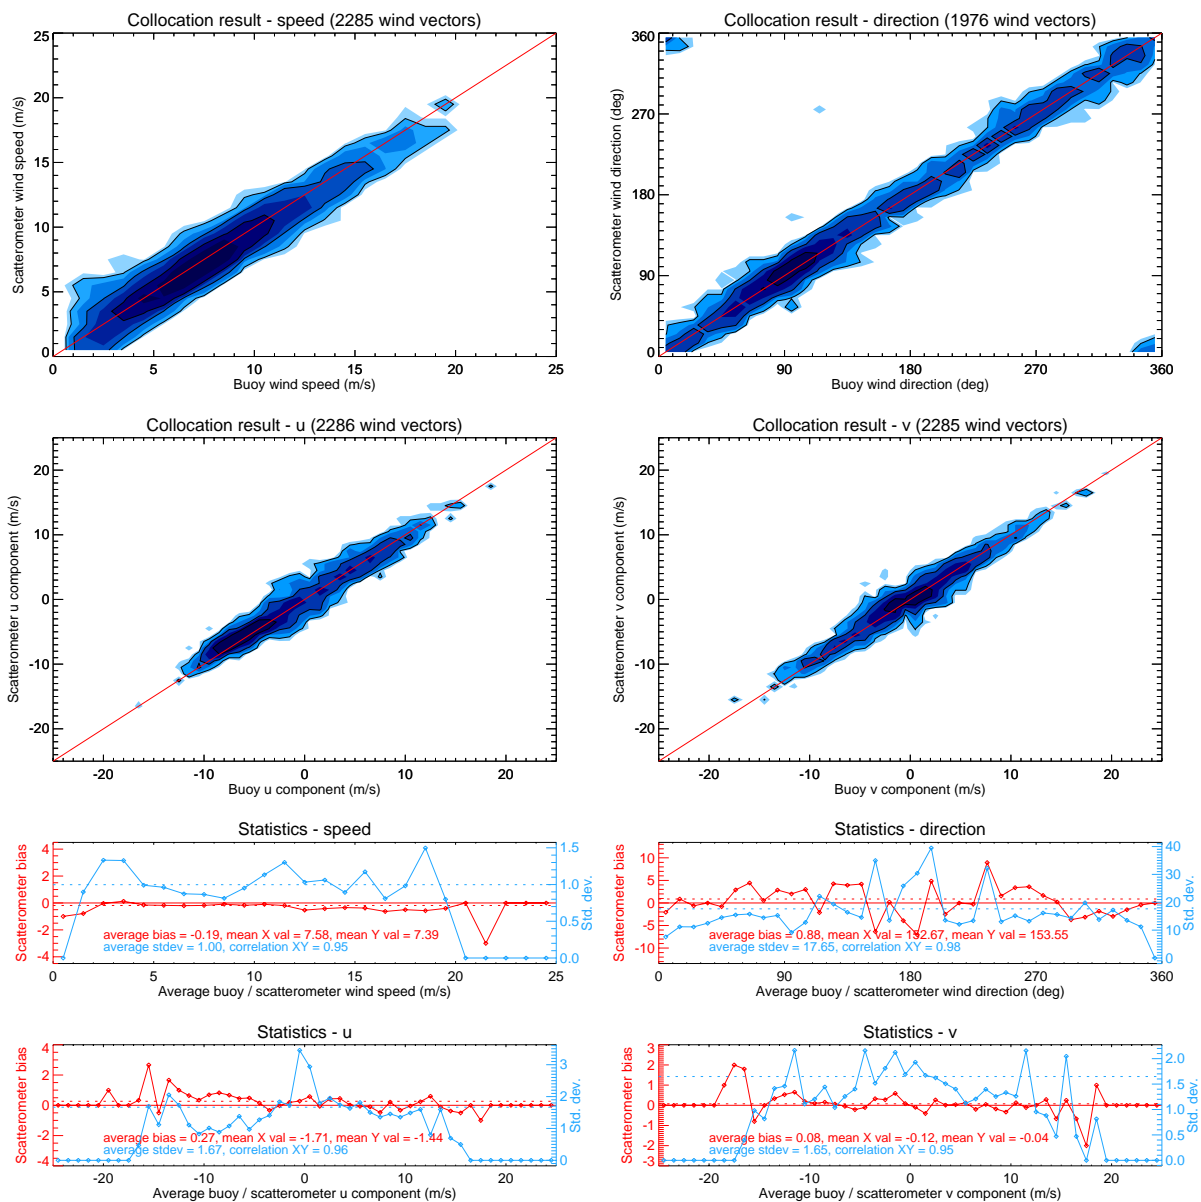 Collocation result - speed (2285 wind vectors)
25
20
15
10
5
0
Scatterometer wind speed (m/s)
0 5 10 15 20 25
Buoy wind speed (m/s)
Collocation result - direction (1976 wind vectors)
360
270
180
90
0
Scatterometer wind direction (deg)
0 90 180 270 360
Buoy wind direction (deg)
Collocation result - u (2286 wind vectors)
20
10
0
-10
-20
Scatterometer u component (m/s)
-20 -10 0 10 20
Buoy u component (m/s)
Collocation result - v (2285 wind vectors)
20
10
0
-10
-20
Scatterometer v component (m/s)
-20 -10 0 10 20
Buoy v component (m/s)
Statistics - speed
4
2
0
-2
-4
Scatterometer bias
1.5
1.0
0.5
0.0
Std. dev.
average bias = -0.19, mean X val = 7.58, mean Y val = 7.39
average stdev = 1.00, correlation XY = 0.95
0 5 10 15 20 25
Average buoy / scatterometer wind speed (m/s)
Statistics - direction
10
5
0
-5
-10
Scatterometer bias
40
30
20
10
0
Std. dev.
average bias = 0.88, mean X val = 152.67, mean Y val = 153.55
average stdev = 17.65, correlation XY = 0.98
0 90 180 270 360
Average buoy / scatterometer wind direction (deg)
Statistics - u
4
2
0
-2
-4
Scatterometer bias
3
2
1
0
Std. dev.
average bias = 0.27, mean X val = -1.71, mean Y val = -1.44
average stdev = 1.67, correlation XY = 0.96
-20 -10 0 10 20
Average buoy / scatterometer u component (m/s)
Statistics - v
3
2
1
0
-1
-2
-3
Scatterometer bias
2.0
1.5
1.0
0.5
0.0
Std. dev.
average bias = 0.08, mean X val = -0.12, mean Y val = -0.04
average stdev = 1.65, correlation XY = 0.95
-20 -10 0 10 20
Average buoy / scatterometer v component (m/s)